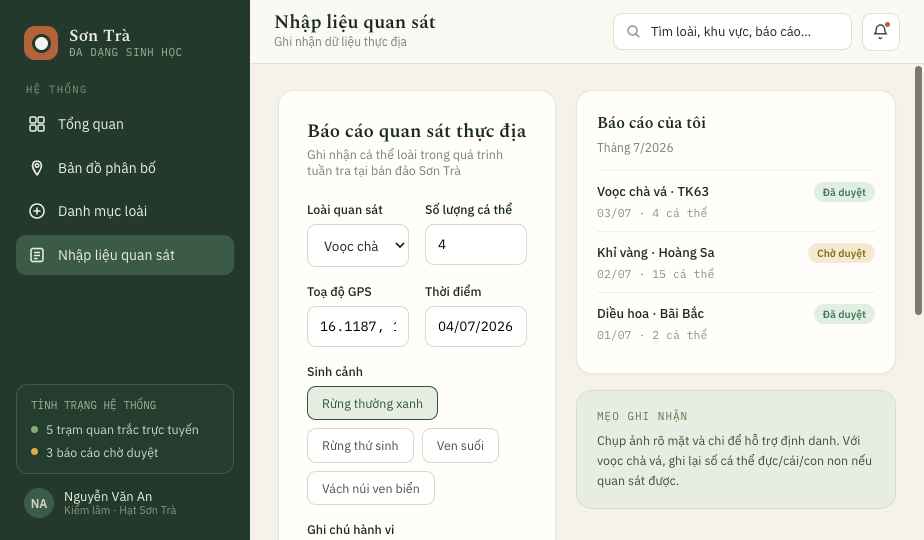 Sơn Trà
ĐA DẠNG SINH HỌC
HỆ THỐNG
Tổng quan
Bản đồ phân bố
Danh mục loài
Nhập liệu quan sát
TÌNH TRẠNG HỆ THỐNG
5 trạm quan trắc trực tuyến
3 báo cáo chờ duyệt
NA
Nguyễn Văn An
Kiểm lâm · Hạt Sơn Trà
Nhập liệu quan sát
Ghi nhận dữ liệu thực địa
Tìm loài, khu vực, báo cáo...
Báo cáo quan sát thực địa
Ghi nhận cá thể loài trong quá trình
tuần tra tại bán đảo Sơn Trà
Loài quan sát
Số lượng cá thể
Voọc chà
4
Toạ độ GPS
Thời điểm
16.1187,
04/07/2026
Sinh cảnh
Rừng thường xanh
Rừng thứ sinh
Ven suối
Vách núi ven biển
Ghi chú hành vi
Báo cáo của tôi
Tháng 7/2026
Voọc chà vá · TK63
Đã duyệt
03/07 · 4 cá thể
Khỉ vàng · Hoàng Sa
Chờ duyệt
02/07 · 15 cá thể
Diều hoa · Bãi Bắc
Đã duyệt
01/07 · 2 cá thể
MẸO GHI NHẬN
Chụp ảnh rõ mặt và chi để hỗ trợ định danh. Với
voọc chà vá, ghi lại số cá thể đực/cái/con non nếu
quan sát được.